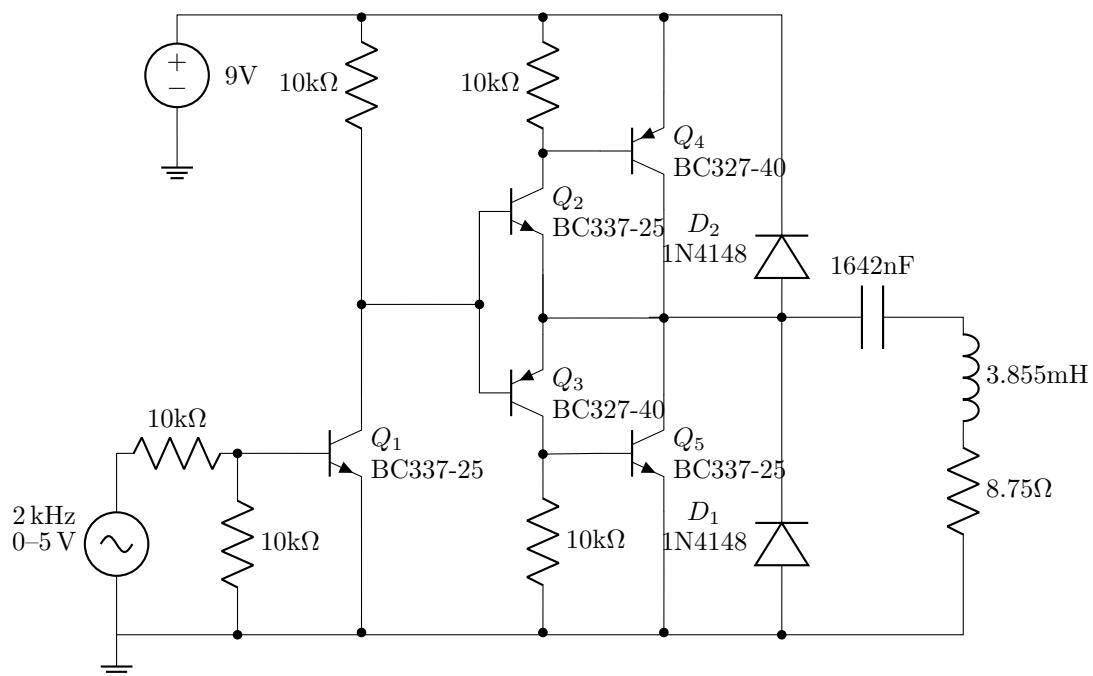 +
−
9V
10kΩ
10kΩ
Q4
BC327-40
Q2
BC337-25
D2
1N4148
1642nF
Q3
BC327-40
3.855mH
10kΩ
Q1
BC337-25
Q5
BC337-25
2 kHz
0–5 V
10kΩ
10kΩ
D1
1N4148
8.75Ω